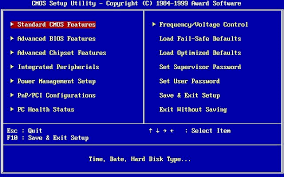 CMOS Setup Utility - Copyright (C) 1984-1999 Award Software
▶ Standard CMOS Features
▶ Advanced BIOS Features
▶ Advanced Chipset Features
▶ Integrated Peripherals
▶ Power Management Setup
▶ PnP/PCI Configurations
▶ PC Health Status
▶ Frequency/Voltage Control
Load Fail-Safe Defaults
Load Optimized Defaults
Set Supervisor Password
Set User Password
Save & Exit Setup
Exit Without Saving
Esc : Quit
F10 : Save & Exit Setup
↑ ↓ → ← : Select Item
Time, Date, Hard Disk Type...